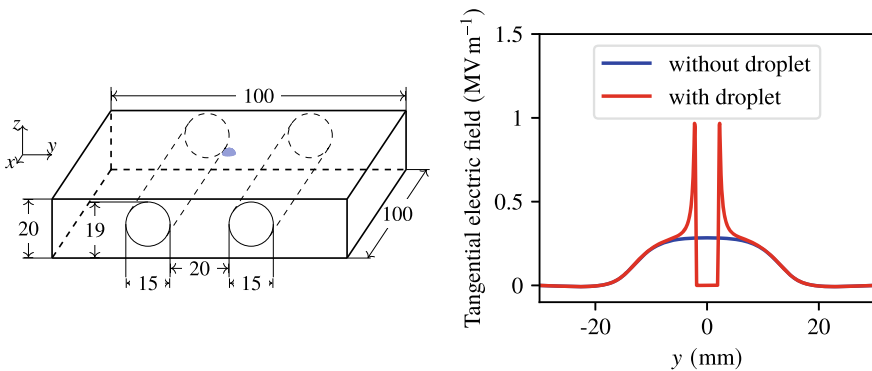 100
z
y
x
20
19
100
15
20
15
Tangential electric field (MV m⁻¹)
1.5
1
0.5
0
without droplet
with droplet
-20
0
20
y (mm)